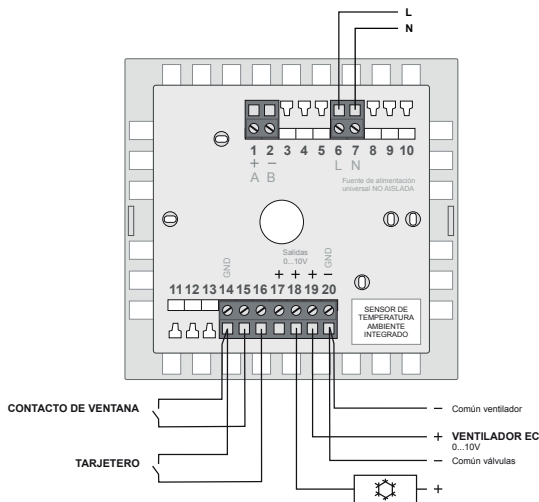 L
N
1 2 3 4 5 6 7 8 9 10
+ − L N
A B
Fuente de alimentación
universal NO AISLADA
Salidas
0...10V
GND + + + − GND
11 12 13 14 15 16 17 18 19 20
SENSOR DE
TEMPERATURA
AMBIENTE
INTEGRADO
CONTACTO DE VENTANA
− Común ventilador
+ VENTILADOR EC
0...10V
TARJETERO
− Común válvulas
+